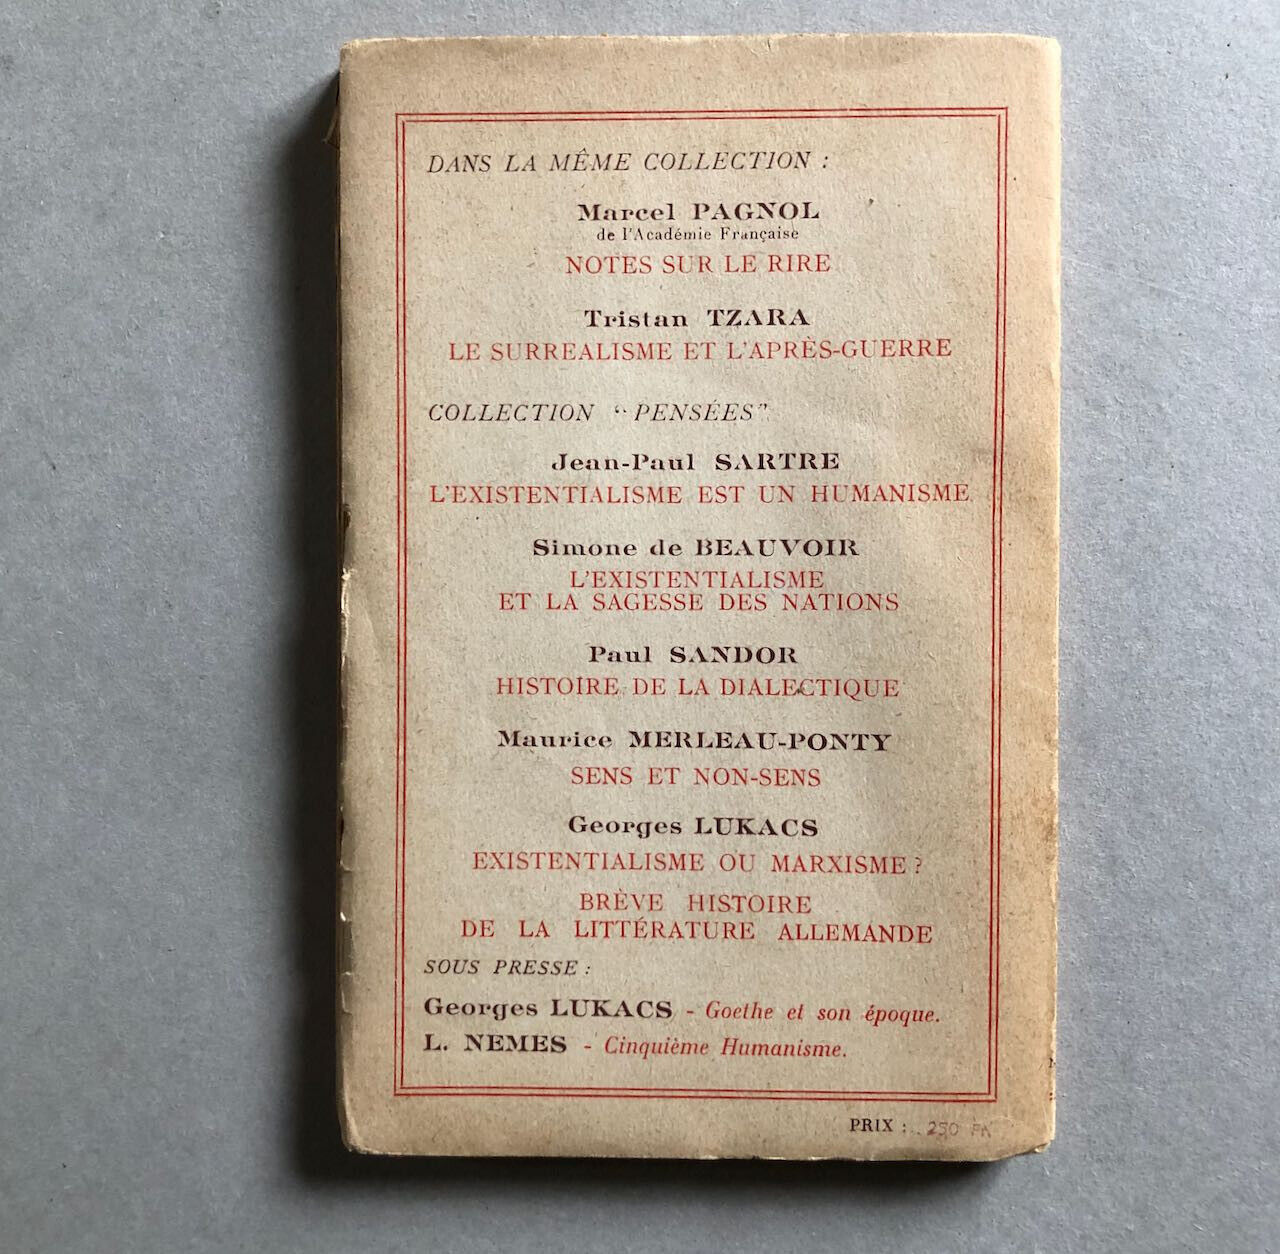 DANS LA MÊME COLLECTION :
Marcel PAGNOL
de l'Académie Française
NOTES SUR LE RIRE
Tristan TZARA
LE SURREALISME ET L'APRÈS-GUERRE
COLLECTION "PENSÉES"
Jean-Paul SARTRE
L'EXISTENTIALISME EST UN HUMANISME
Simone de BEAUVOIR
L'EXISTENTIALISME
ET LA SAGESSE DES NATIONS
Paul SANDOR
HISTOIRE DE LA DIALECTIQUE
Maurice MERLEAU-PONTY
SENS ET NON-SENS
Georges LUKACS
EXISTENTIALISME OU MARXISME ?
BRÈVE HISTOIRE
DE LA LITTÉRATURE ALLEMANDE
SOUS PRESSE :
Georges LUKACS - Goethe et son époque.
L. NEMES - Cinquième Humanisme.
PRIX :